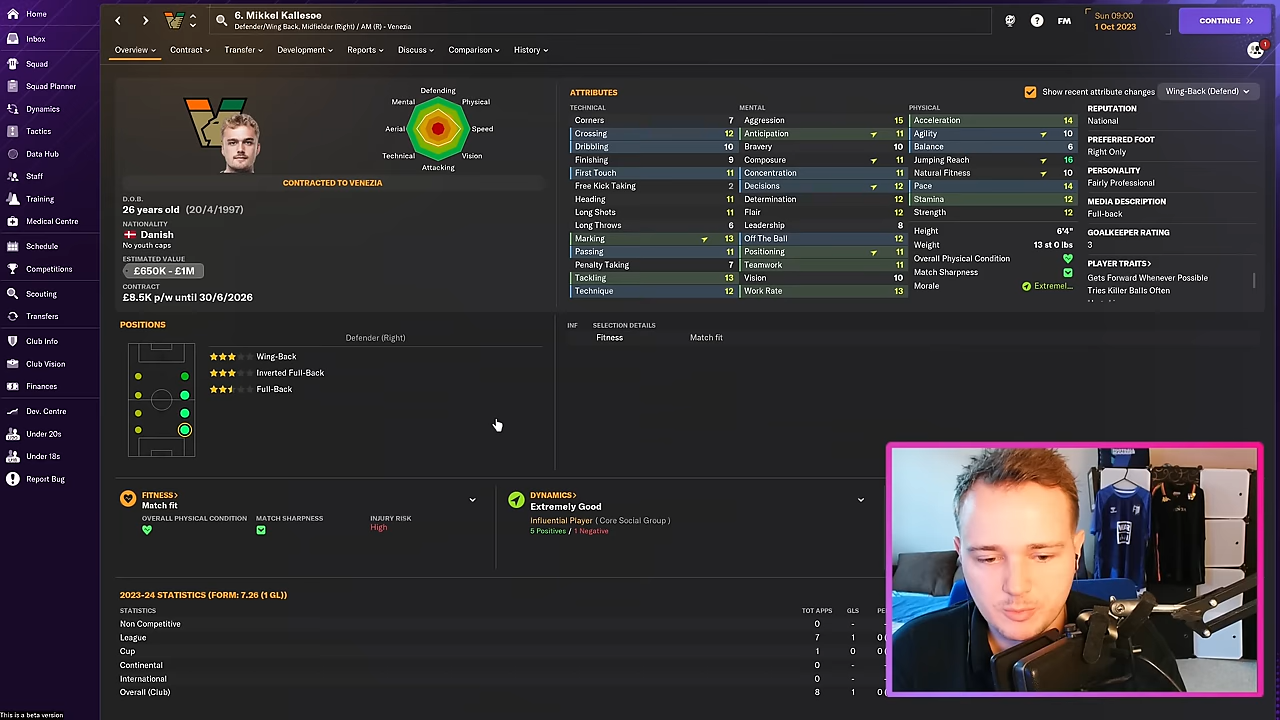 Home
Inbox
Squad
Squad Planner
Dynamics
Tactics
Data Hub
Staff
Training
Medical Centre
Schedule
Competitions
Scouting
Transfers
Club Info
Club Vision
Finances
Dev. Centre
Under 20s
Under 18s
Report Bug
This is a beta version
6. Mikkel Kallesøe
Defender/Wing Back, Midfielder (Right) / AM (R) - Venezia
FM
Sun 09:00
1 Oct 2023
CONTINUE
Overview Contract Transfer Development Reports Discuss Comparison History
1
Defending
Mental Physical
Aerial Speed
Technical Vision
Attacking
CONTRACTED TO VENEZIA
D.O.B.
26 years old (20/4/1997)
NATIONALITY
Danish
No youth caps
ESTIMATED VALUE
£650K - £1M
CONTRACT
£8.5K p/w until 30/6/2026
ATTRIBUTES
Show recent attribute changes
Wing-Back (Defend)
TECHNICAL
Corners 7
Crossing 12
Dribbling 10
Finishing 9
First Touch 11
Free Kick Taking 2
Heading 11
Long Shots 11
Long Throws 6
Marking 13
Passing 11
Penalty Taking 7
Tackling 13
Technique 12
MENTAL
Aggression 15
Anticipation 11
Bravery 10
Composure 11
Concentration 11
Decisions 12
Determination 12
Flair 12
Leadership 8
Off The Ball 12
Positioning 11
Teamwork 11
Vision 10
Work Rate 13
PHYSICAL
Acceleration 14
Agility 10
Balance 6
Jumping Reach 16
Natural Fitness 10
Pace 14
Stamina 12
Strength 12
Height 6'4"
Weight 13 st 0 lbs
Overall Physical Condition
Match Sharpness
Morale Extremel...
REPUTATION
National
PREFERRED FOOT
Right Only
PERSONALITY
Fairly Professional
MEDIA DESCRIPTION
Full-back
GOALKEEPER RATING
3
PLAYER TRAITS>
Gets Forward Whenever Possible
Tries Killer Balls Often
POSITIONS
Defender (Right)
Wing-Back
Inverted Full-Back
Full-Back
INF SELECTION DETAILS
Fitness Match fit
FITNESS>
Match fit
OVERALL PHYSICAL CONDITION MATCH SHARPNESS INJURY RISK
High
DYNAMICS>
Extremely Good
Influential Player ( Core Social Group )
5 Positives / 1 Negative
2023-24 STATISTICS (FORM: 7.26 (1 GL))
STATISTICS TOT APPS GLS
Non Competitive 0 -
League 7 1
Cup 1 0
Continental 0 -
International 0 -
Overall (Club) 8 1